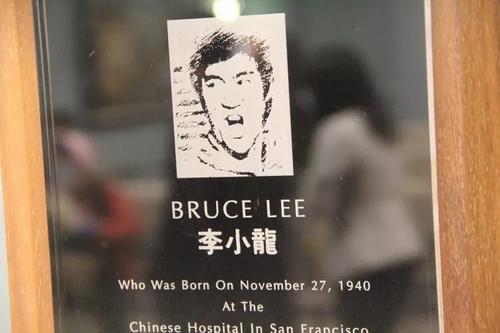 BRUCE LEE
李小龍
Who Was Born On November 27, 1940
At The
Chinese Hospital In San Francisco